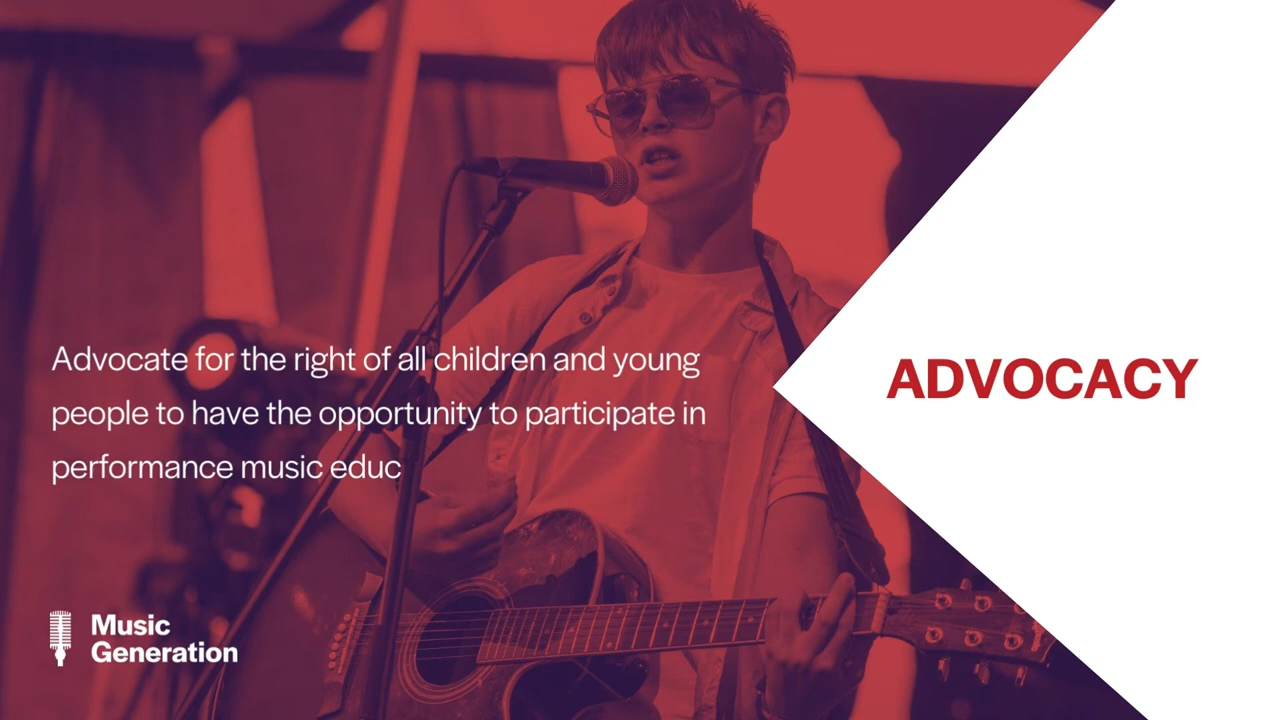 Advocate for the right of all children and young
people to have the opportunity to participate in
performance music educ
ADVOCACY
Music
Generation